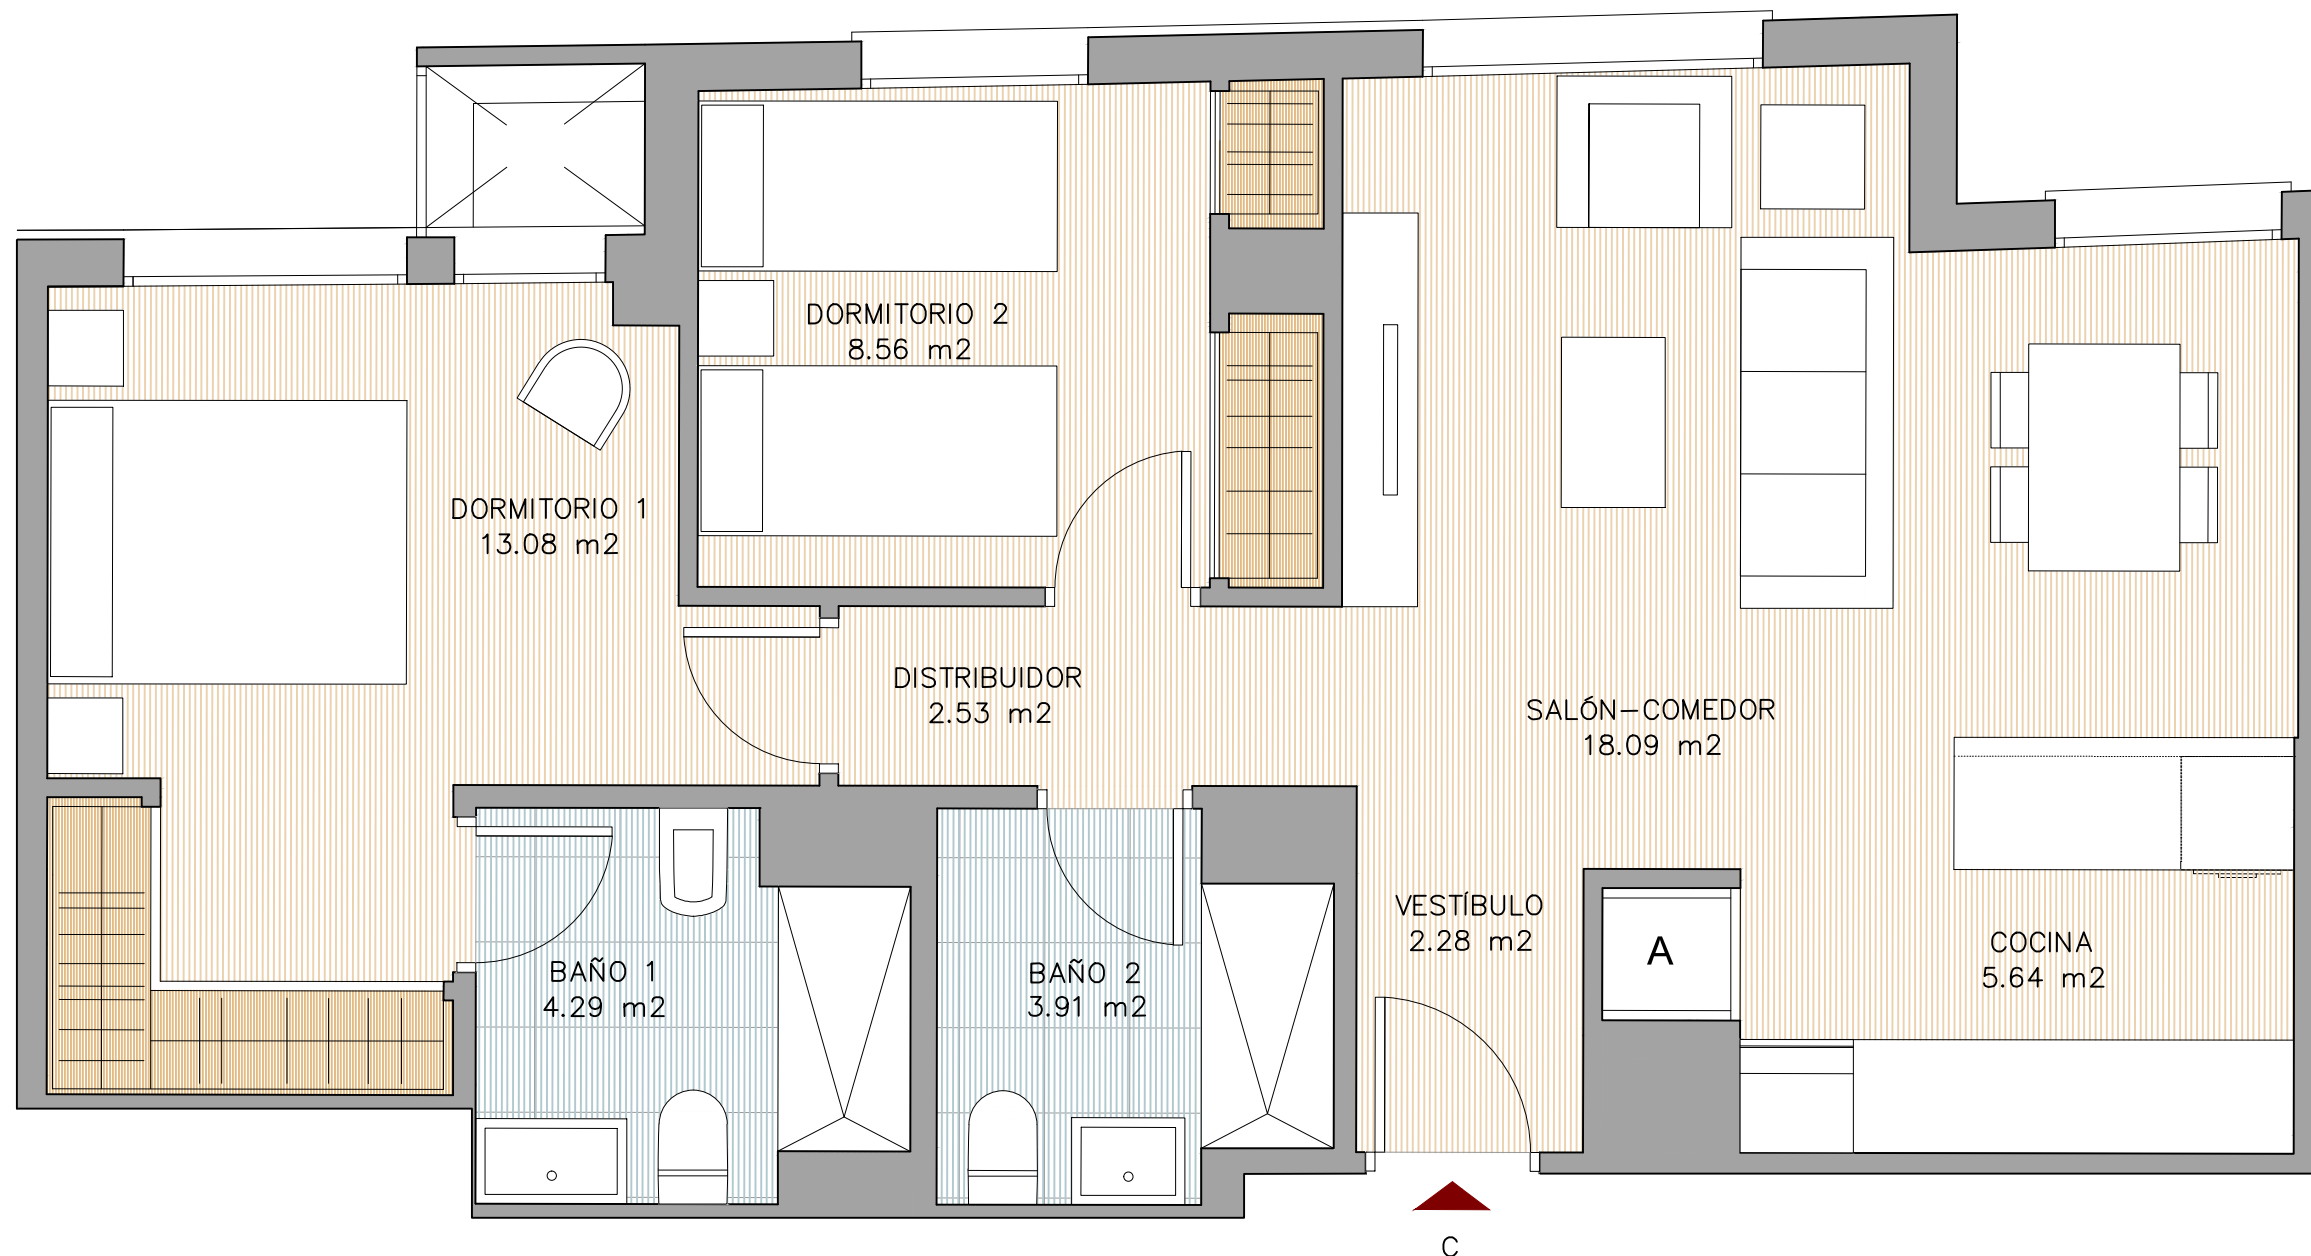 DORMITORIO 2
8.56 m2
DORMITORIO 1
13.08 m2
DISTRIBUIDOR
2.53 m2
SALÓN-COMEDOR
18.09 m2
VESTÍBULO
2.28 m2
A
COCINA
5.64 m2
BAÑO 1
4.29 m2
BAÑO 2
3.91 m2
C